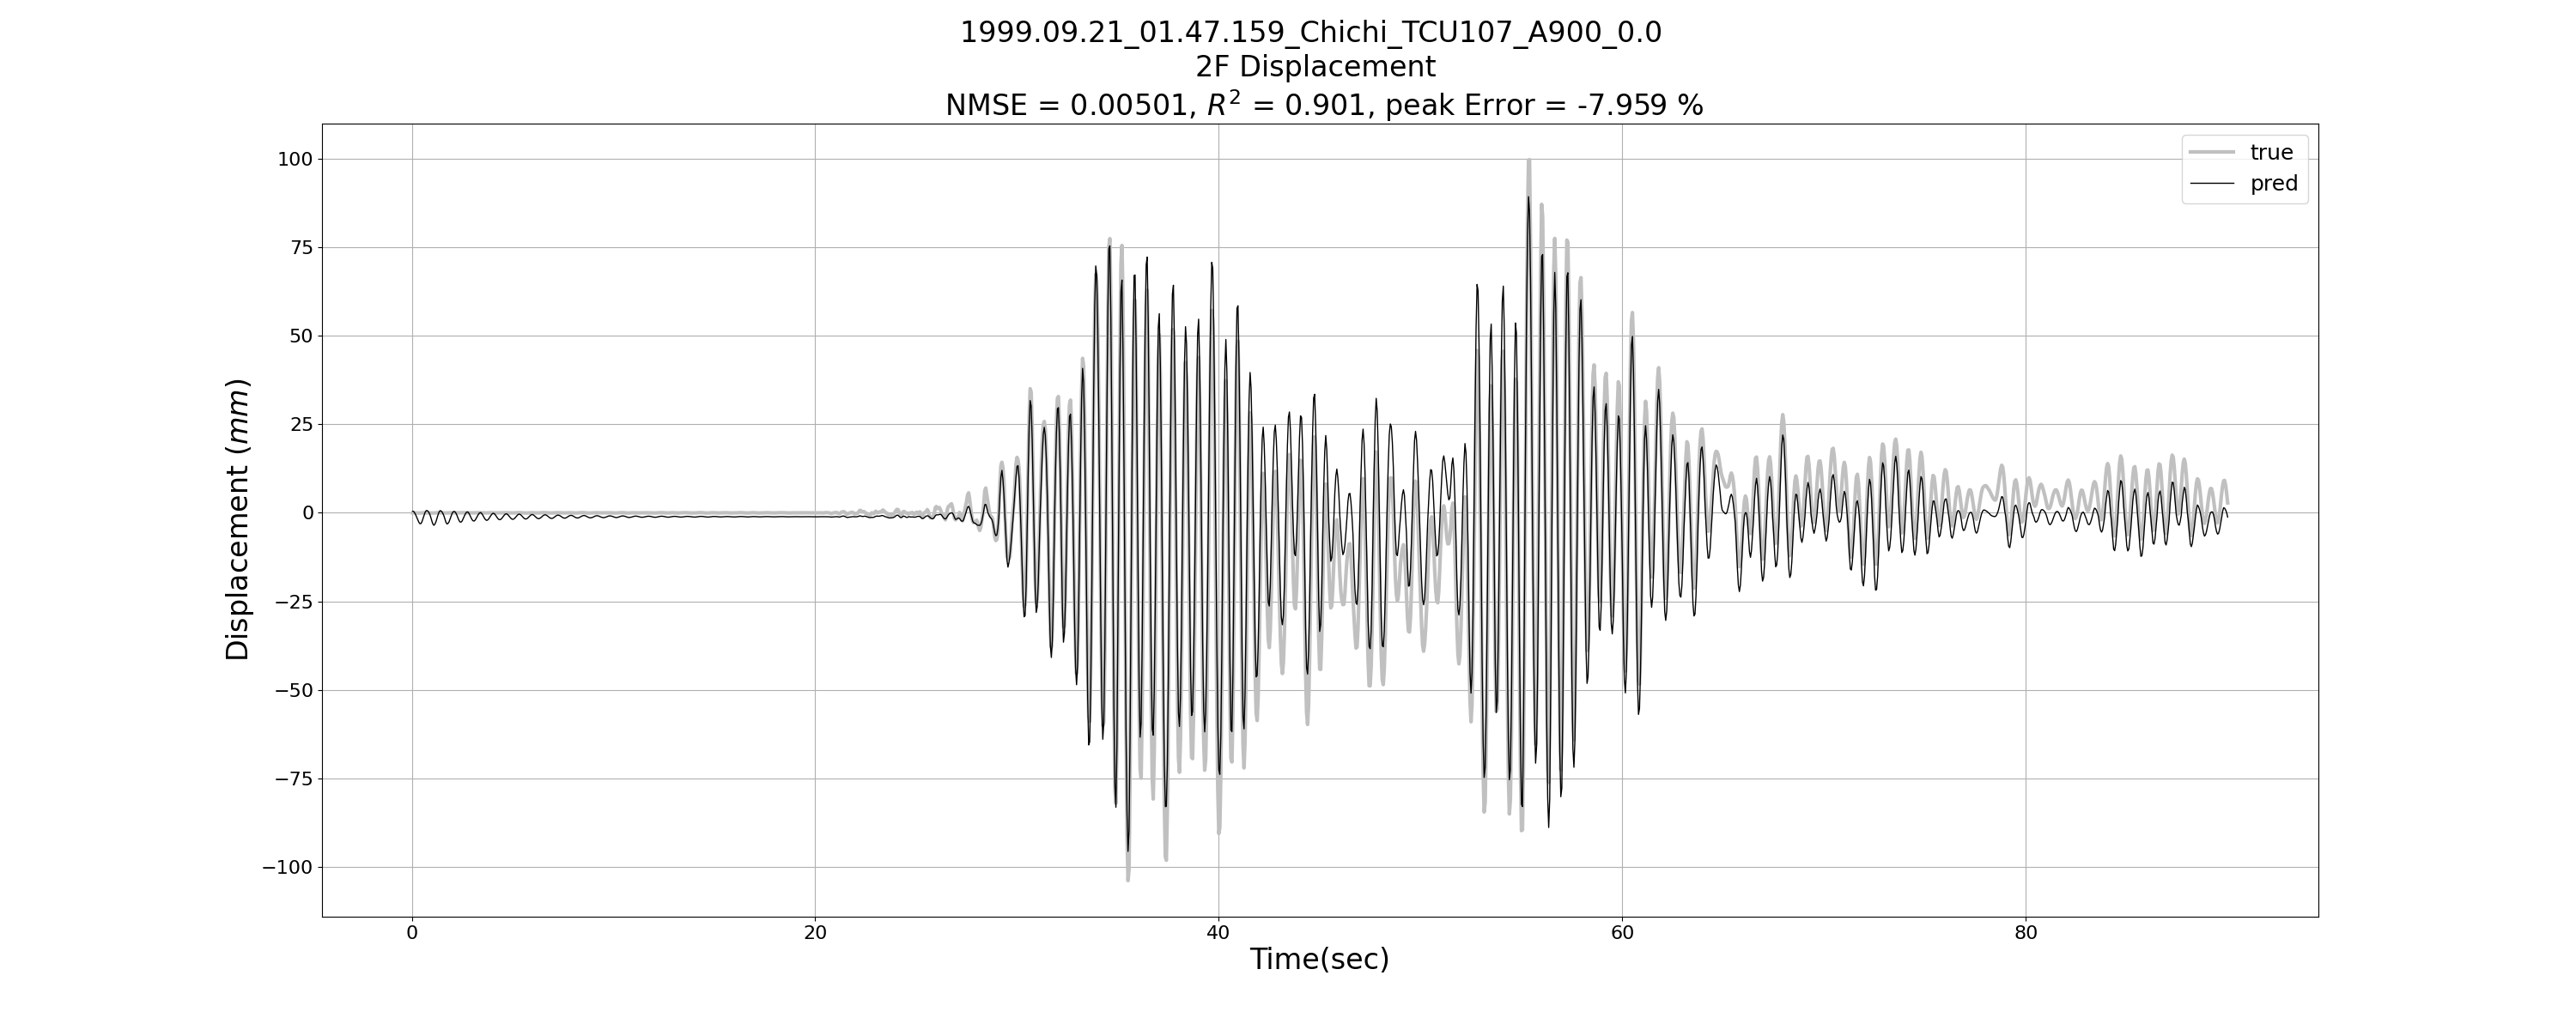 1999.09.21_01.47.159_Chichi_TCU107_A900_0.0
2F Displacement
NMSE = 0.00501, R² = 0.901, peak Error = -7.959 %
true
pred
100
75
50
25
0
−25
−50
−75
−100
Displacement (mm)
0
20
40
60
80
Time(sec)